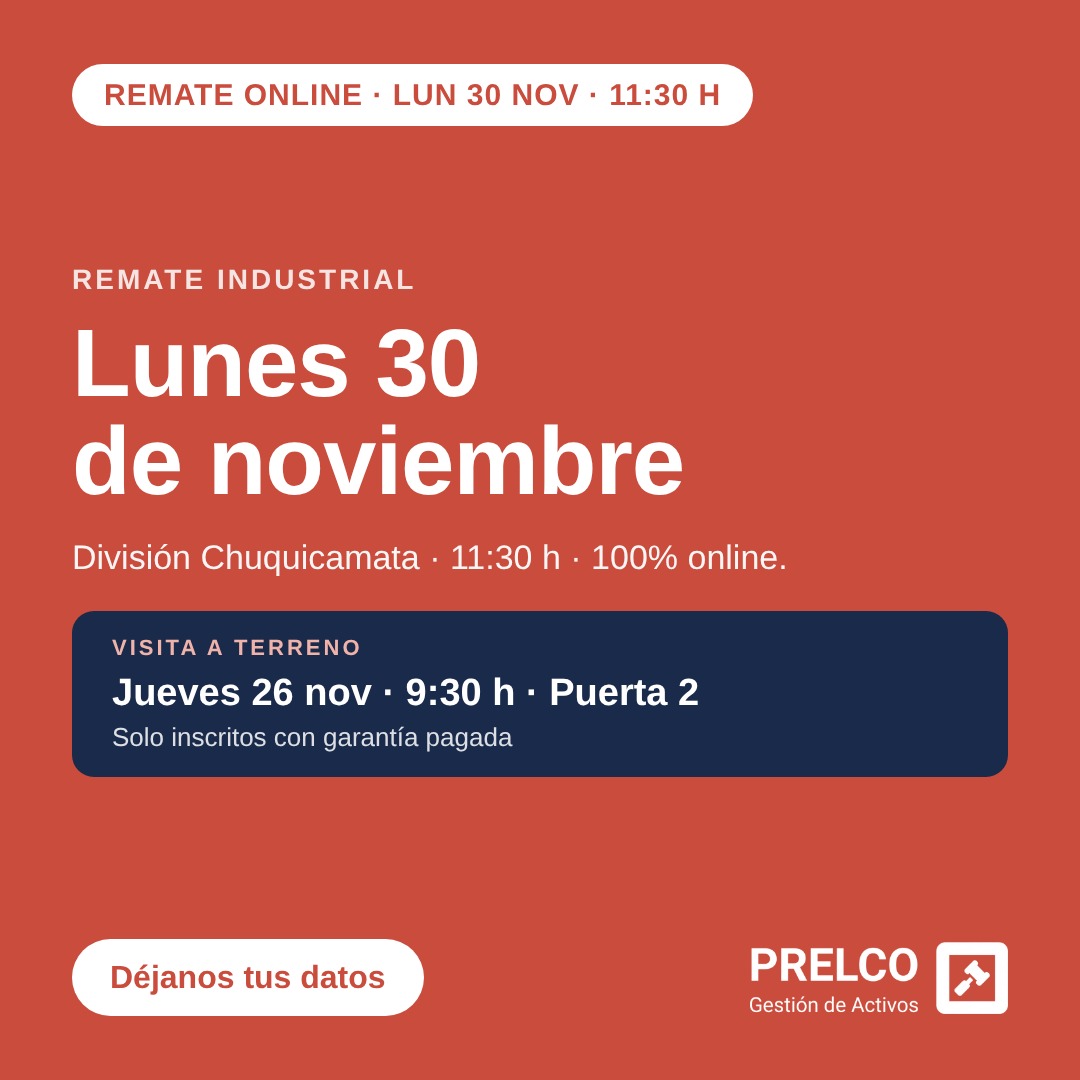 REMATE ONLINE · LUN 30 NOV · 11:30 H
REMATE INDUSTRIAL
Lunes 30
de noviembre
División Chuquicamata · 11:30 h · 100% online.
VISITA A TERRENO
Jueves 26 nov · 9:30 h · Puerta 2
Solo inscritos con garantía pagada
Déjanos tus datos
PRELCO
Gestión de Activos